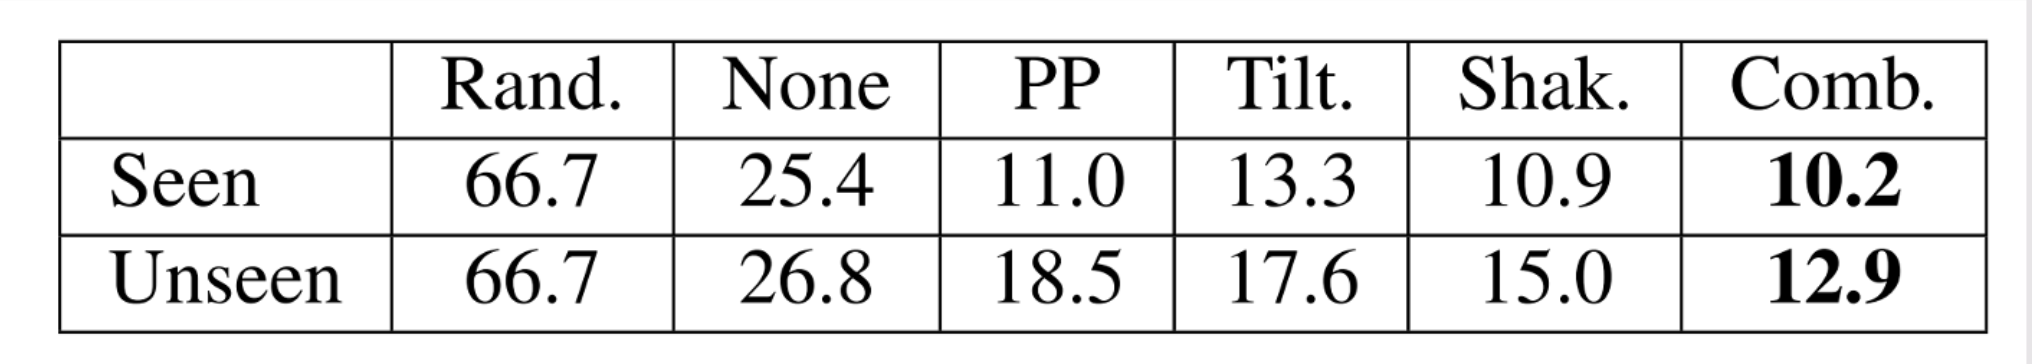 Rand. None PP Tilt. Shak. Comb.
Seen 66.7 25.4 11.0 13.3 10.9 10.2
Unseen 66.7 26.8 18.5 17.6 15.0 12.9